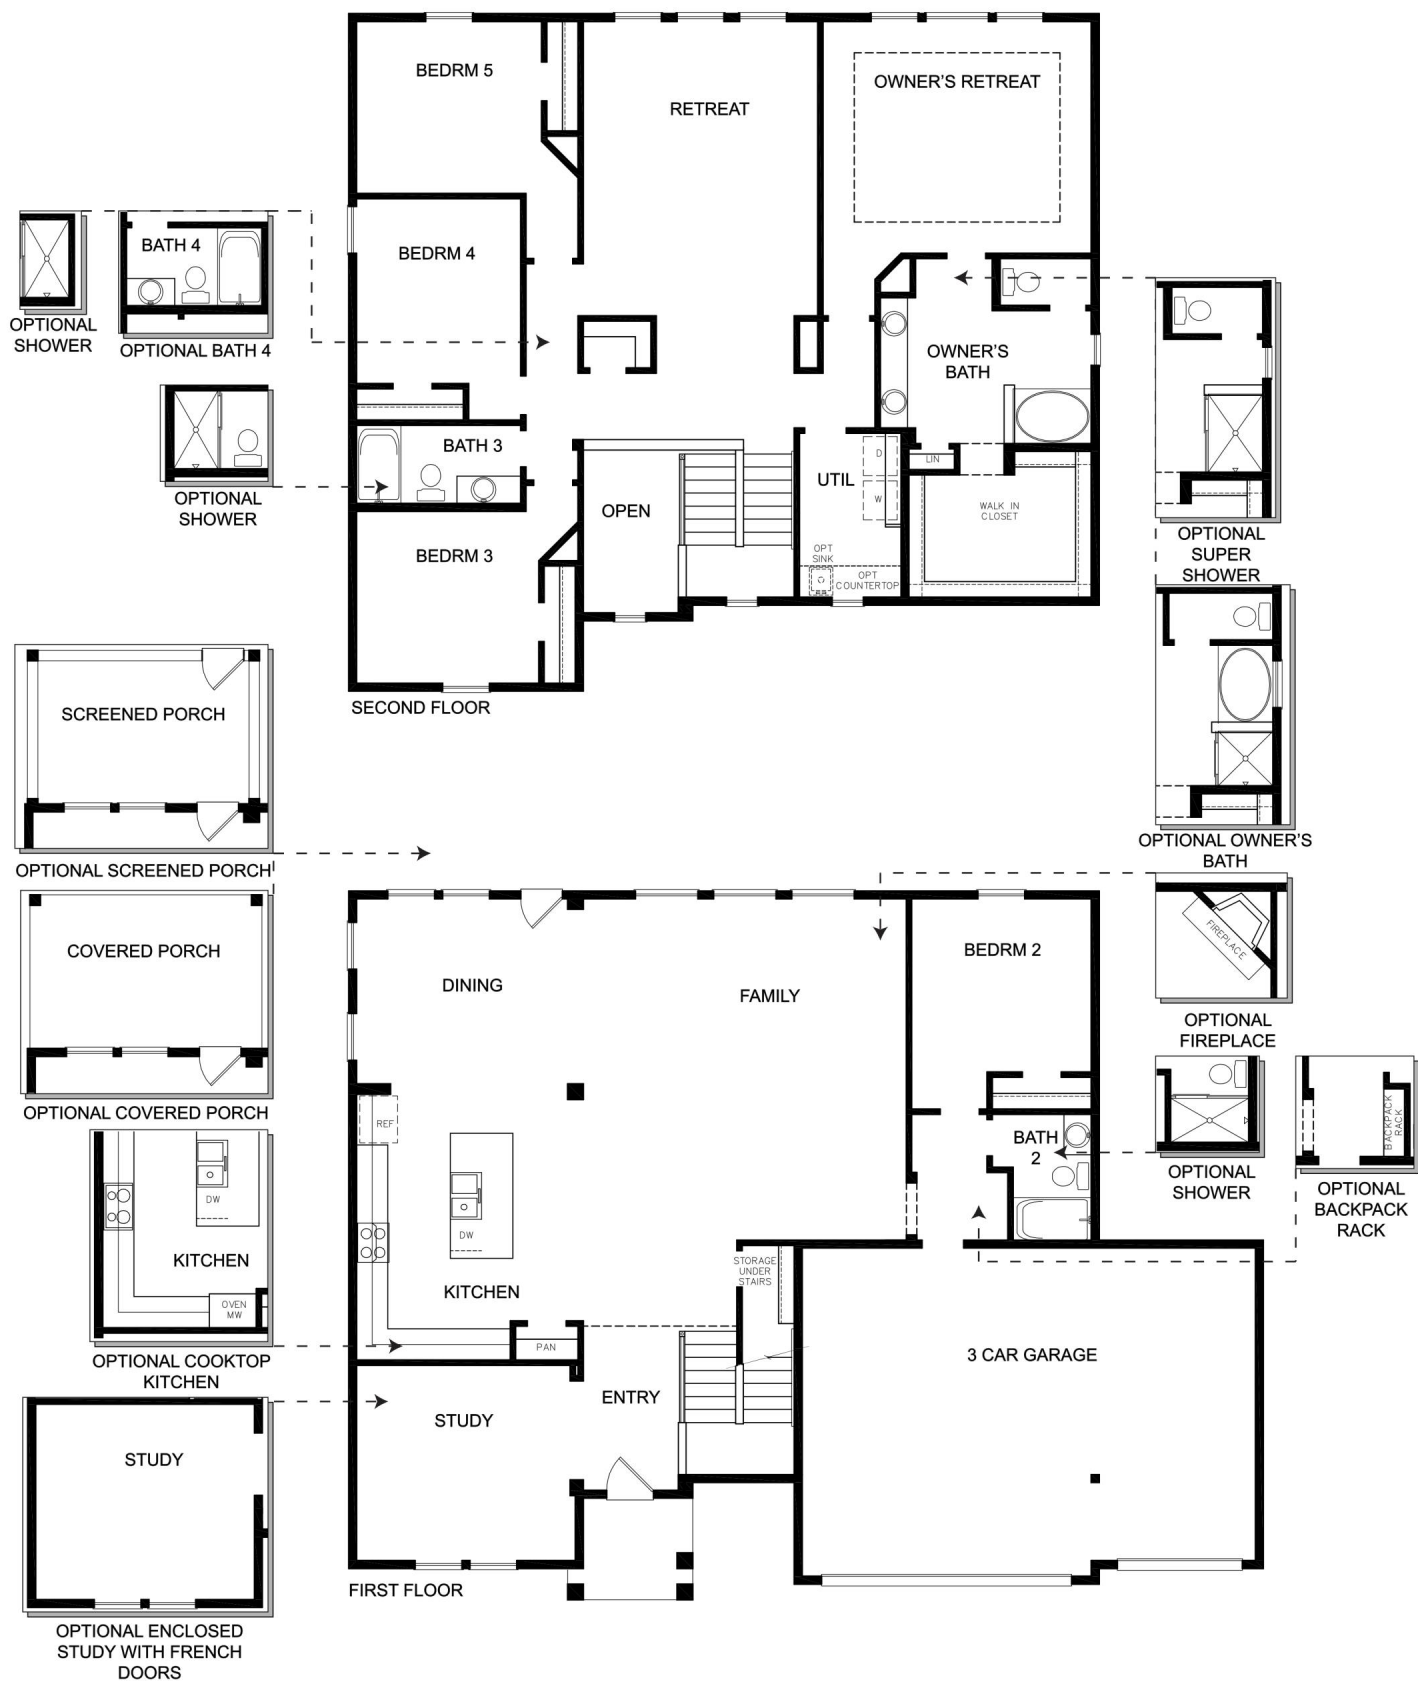 BEDRM 5
RETREAT
OWNER'S RETREAT
BATH 4
BEDRM 4
OPTIONAL
SHOWER
OPTIONAL BATH 4
OWNER'S
BATH
BATH 3
OPTIONAL
SHOWER
D
W
UTIL
LIN
WALK IN
CLOSET
OPEN
BEDRM 3
OPT
SINK
OPT
COUNTERTOP
OPTIONAL
SUPER
SHOWER
SECOND FLOOR
SCREENED PORCH
OPTIONAL SCREENED PORCH
OPTIONAL OWNER'S
BATH
COVERED PORCH
OPTIONAL COVERED PORCH
DINING
FAMILY
BEDRM 2
FIREPLACE
OPTIONAL
FIREPLACE
REF
BATH
2
OPTIONAL
SHOWER
BACKPACK
RACK
OPTIONAL
BACKPACK
RACK
DW
KITCHEN
OVEN
MW
OPTIONAL COOKTOP
KITCHEN
DW
KITCHEN
PAN
STORAGE
UNDER
STAIRS
3 CAR GARAGE
STUDY
ENTRY
STUDY
OPTIONAL ENCLOSED
STUDY WITH FRENCH
DOORS
FIRST FLOOR